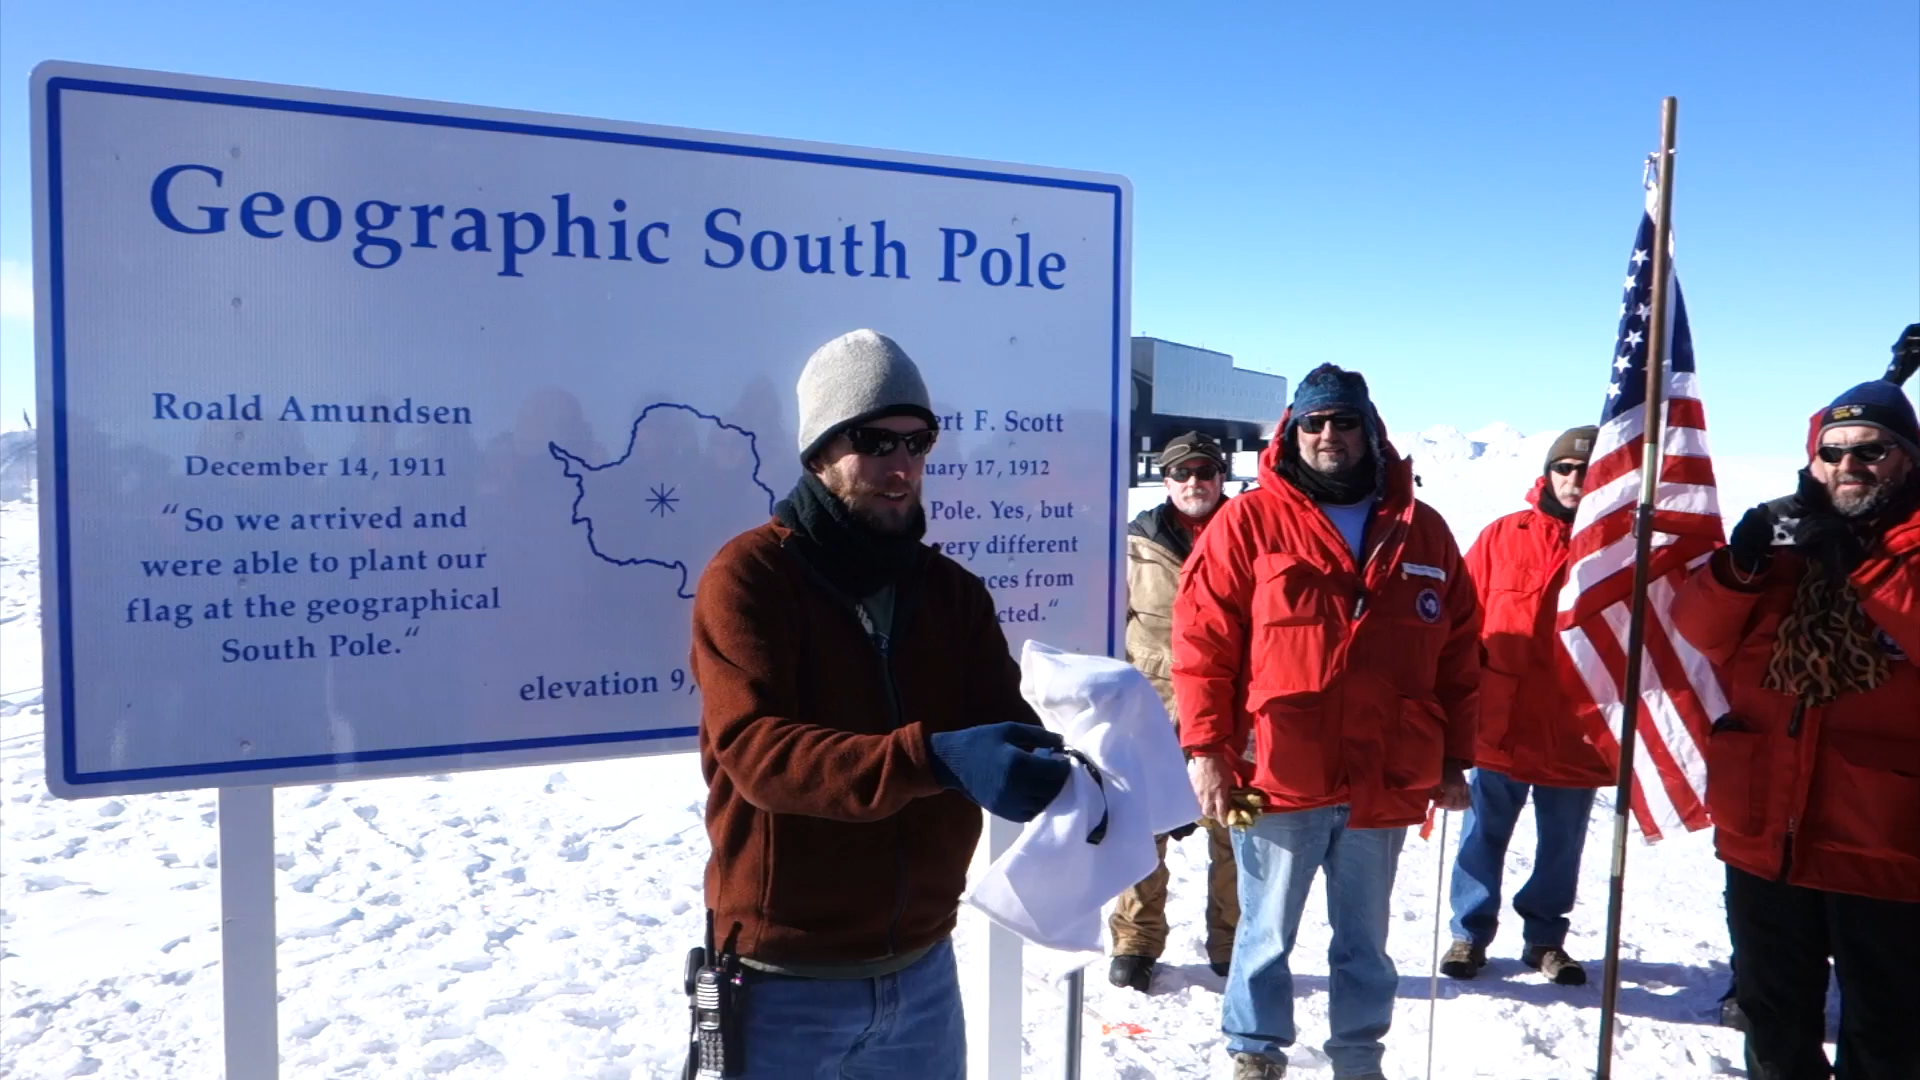 Geographic South Pole
Roald Amundsen
December 14, 1911
“So we arrived and
were able to plant our
flag at the geographical
South Pole.“
ert F. Scott
uary 17, 1912
Pole. Yes, but
very different
nces from
cted.“
elevation 9,